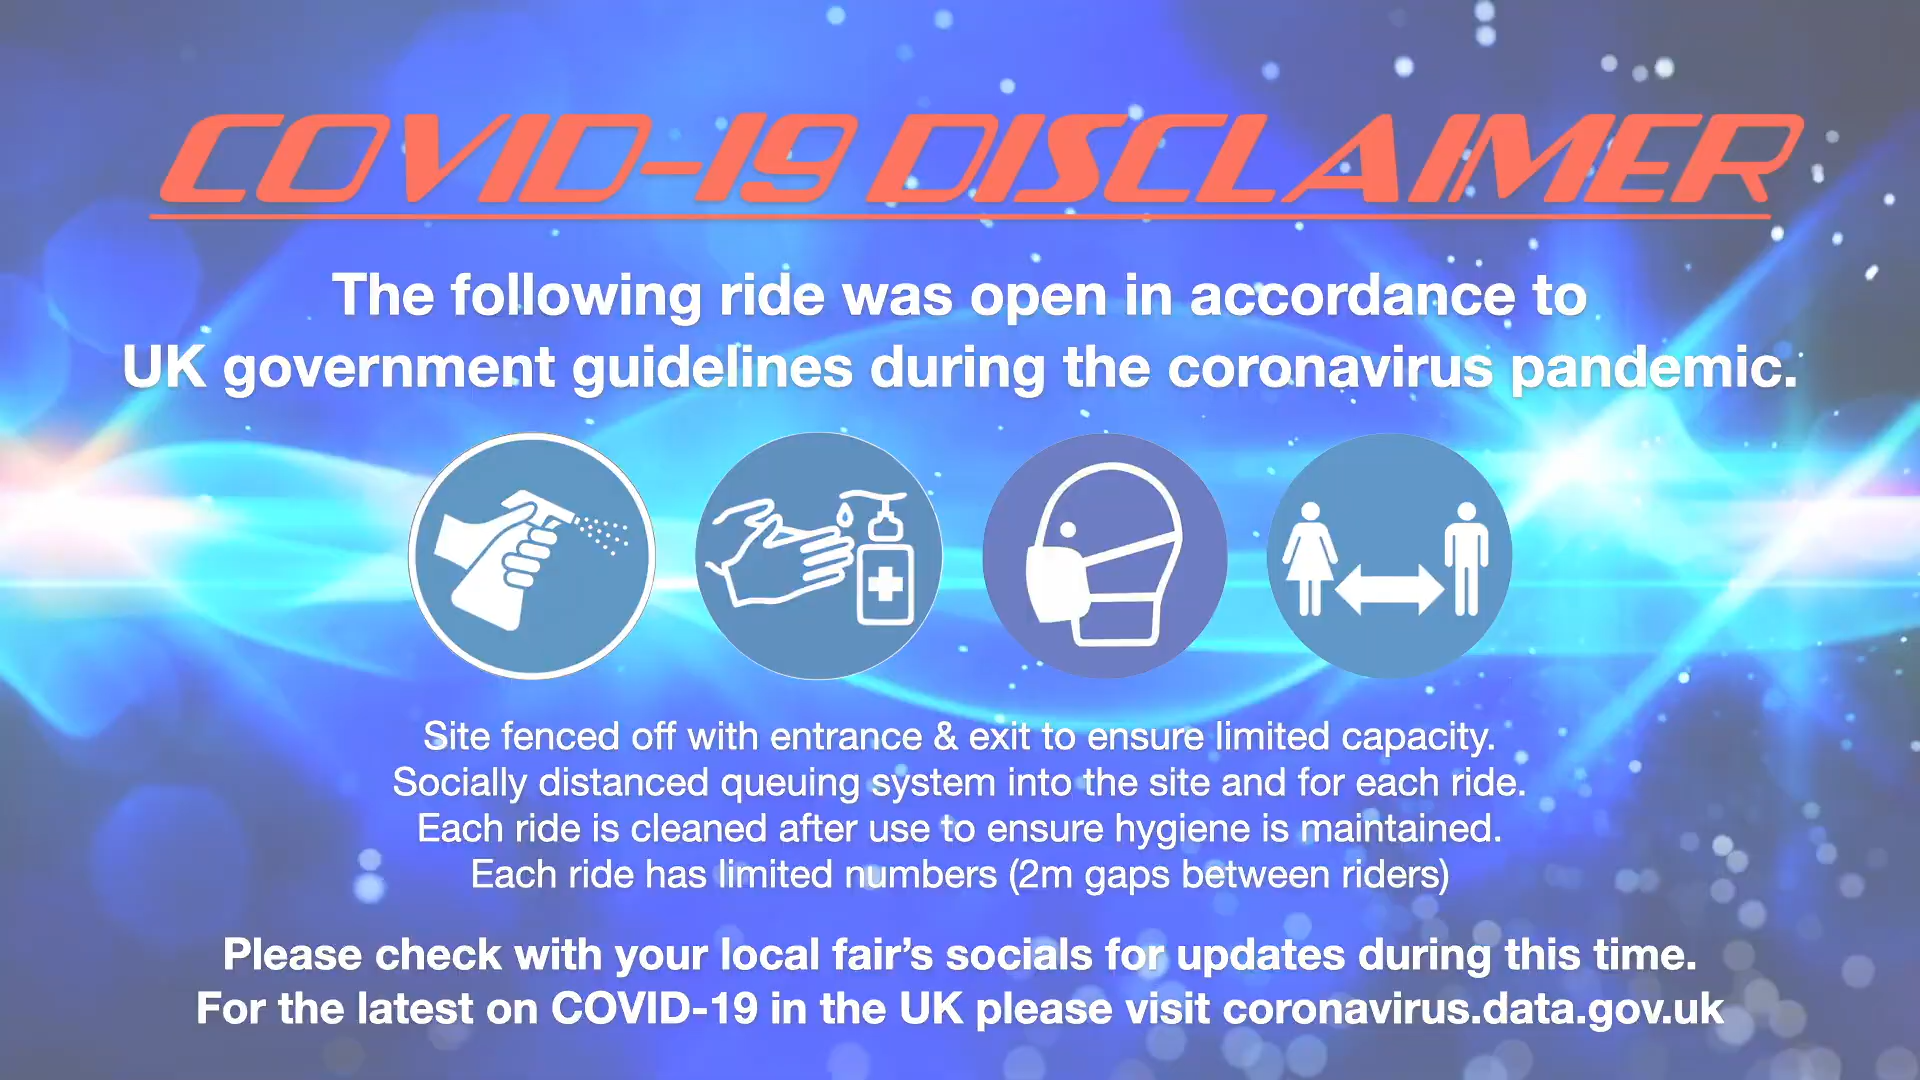 COVID-19 DISCLAIMER
The following ride was open in accordance to
UK government guidelines during the coronavirus pandemic.
Site fenced off with entrance & exit to ensure limited capacity.
Socially distanced queuing system into the site and for each ride.
Each ride is cleaned after use to ensure hygiene is maintained.
Each ride has limited numbers (2m gaps between riders)
Please check with your local fair’s socials for updates during this time.
For the latest on COVID-19 in the UK please visit coronavirus.data.gov.uk